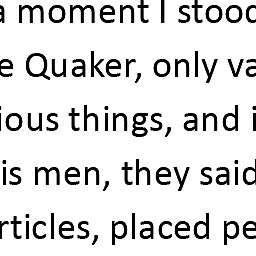 a moment I stood
e Quaker, only va
ious things, and i
is men, they said
rticles, placed pe